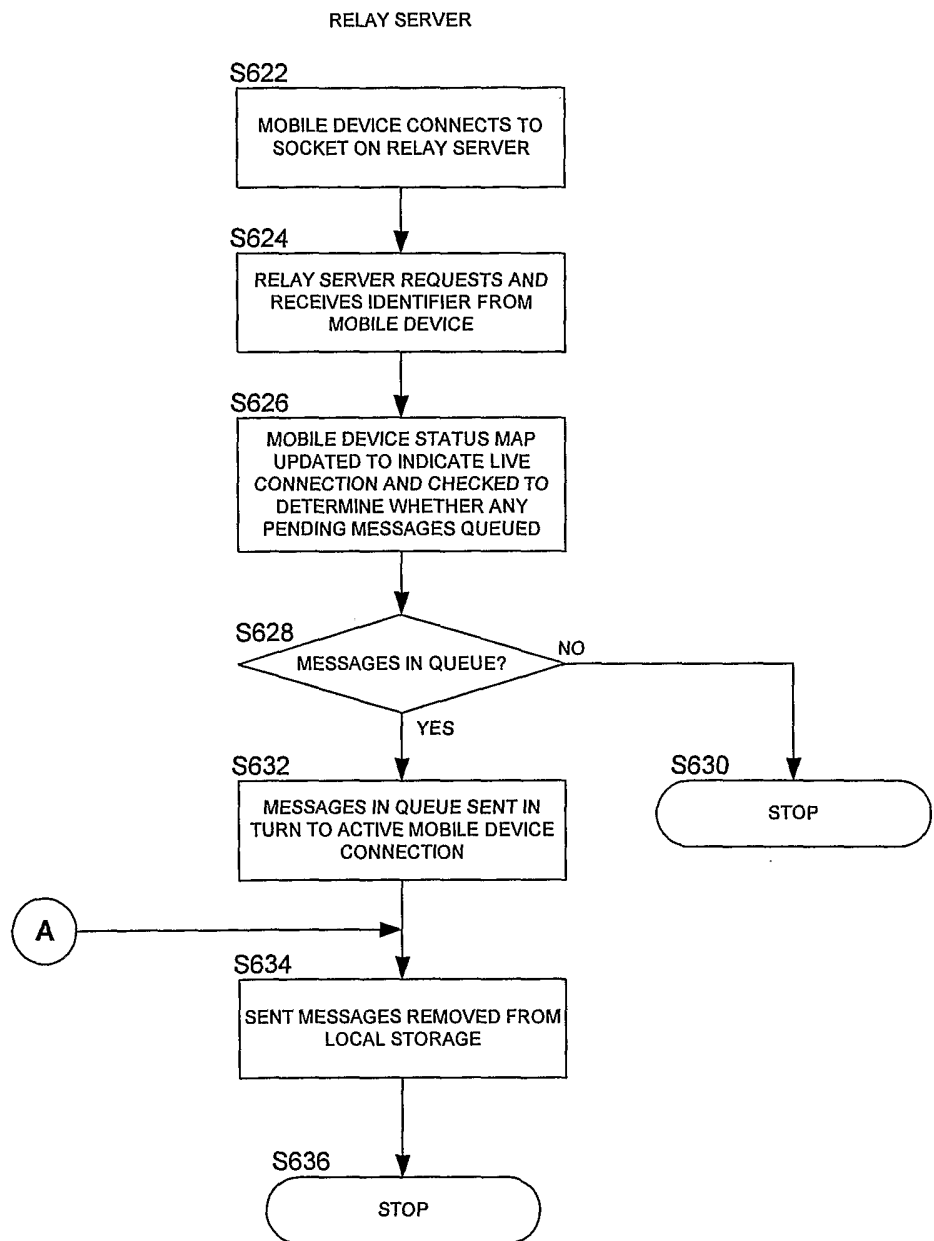 RELAY SERVER
S622
MOBILE DEVICE CONNECTS TO
SOCKET ON RELAY SERVER
S624
RELAY SERVER REQUESTS AND
RECEIVES IDENTIFIER FROM
MOBILE DEVICE
S626
MOBILE DEVICE STATUS MAP
UPDATED TO INDICATE LIVE
CONNECTION AND CHECKED TO
DETERMINE WHETHER ANY
PENDING MESSAGES QUEUED
S628
MESSAGES IN QUEUE?
NO
YES
S632
MESSAGES IN QUEUE SENT IN
TURN TO ACTIVE MOBILE DEVICE
CONNECTION
S630
STOP
A
S634
SENT MESSAGES REMOVED FROM
LOCAL STORAGE
S636
STOP